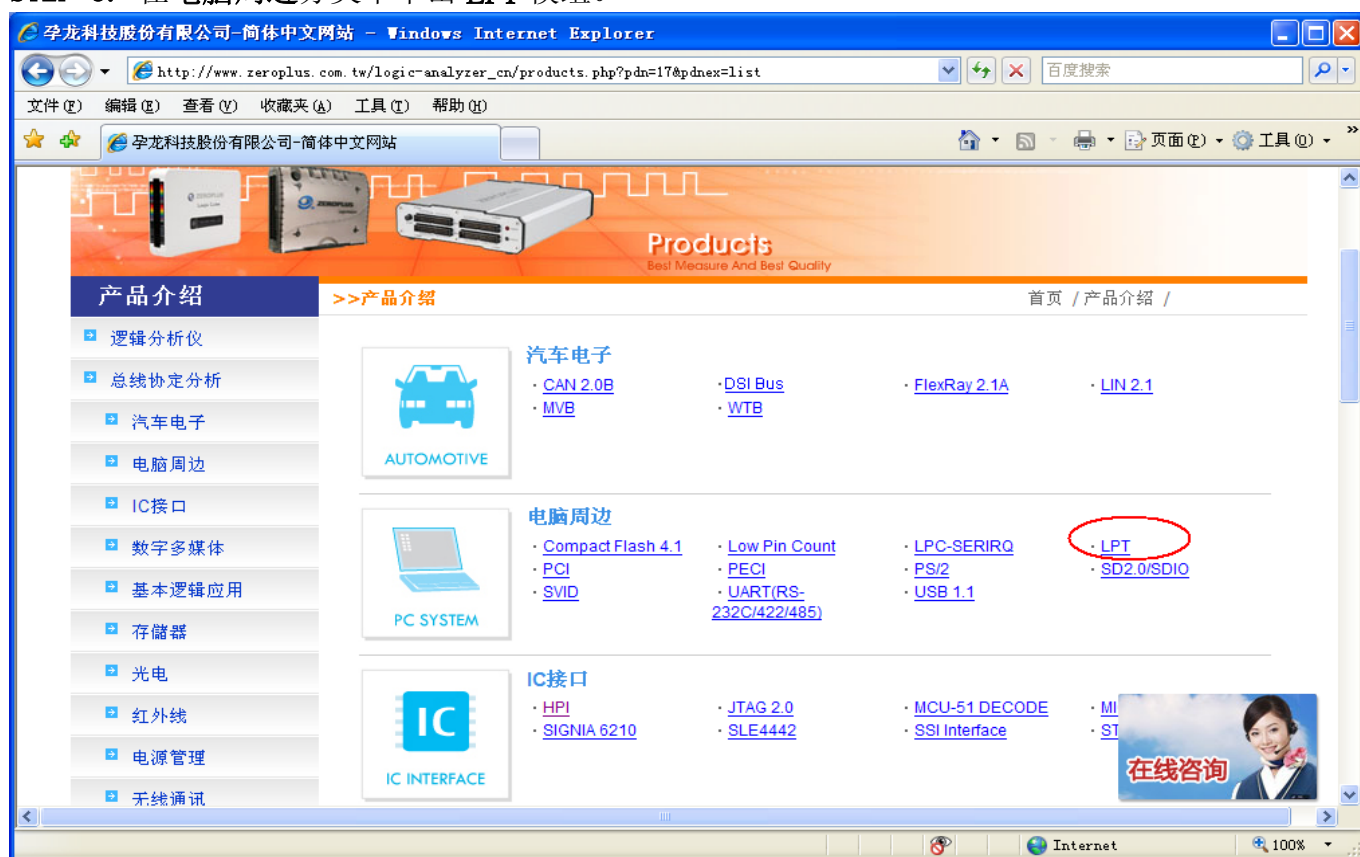 孕龙科技股份有限公司-简体中文网站 - Windows Internet Explorer
http://www.zeroplus.com.tw/logic-analyzer_cn/products.php?pdn=17&pdnex=list
百度搜索
文件(F) 编辑(E) 查看(V) 收藏夹(A) 工具(T) 帮助(H)
孕龙科技股份有限公司-简体中文网站
页面(P) 工具(O) »
ZEROPLUS
Products
Best Measure And Best Quality
产品介绍
>>产品介绍
首页 / 产品介绍 /
逻辑分析仪
总线协定分析
汽车电子
电脑周边
IC接口
数字多媒体
基本逻辑应用
存储器
光电
红外线
电源管理
无线通讯
AUTOMOTIVE
汽车电子
· CAN 2.0B ·DSI Bus · FlexRay 2.1A · LIN 2.1
· MVB · WTB
PC SYSTEM
电脑周边
· Compact Flash 4.1 · Low Pin Count · LPC-SERIRQ · LPT
· PCI · PECI · PS/2 · SD2.0/SDIO
· SVID · UART(RS-232C/422/485) · USB 1.1
IC
IC INTERFACE
IC接口
· HPI · JTAG 2.0 · MCU-51 DECODE · MI
· SIGNIA 6210 · SLE4442 · SSI Interface · ST
在线咨询
Internet
100%